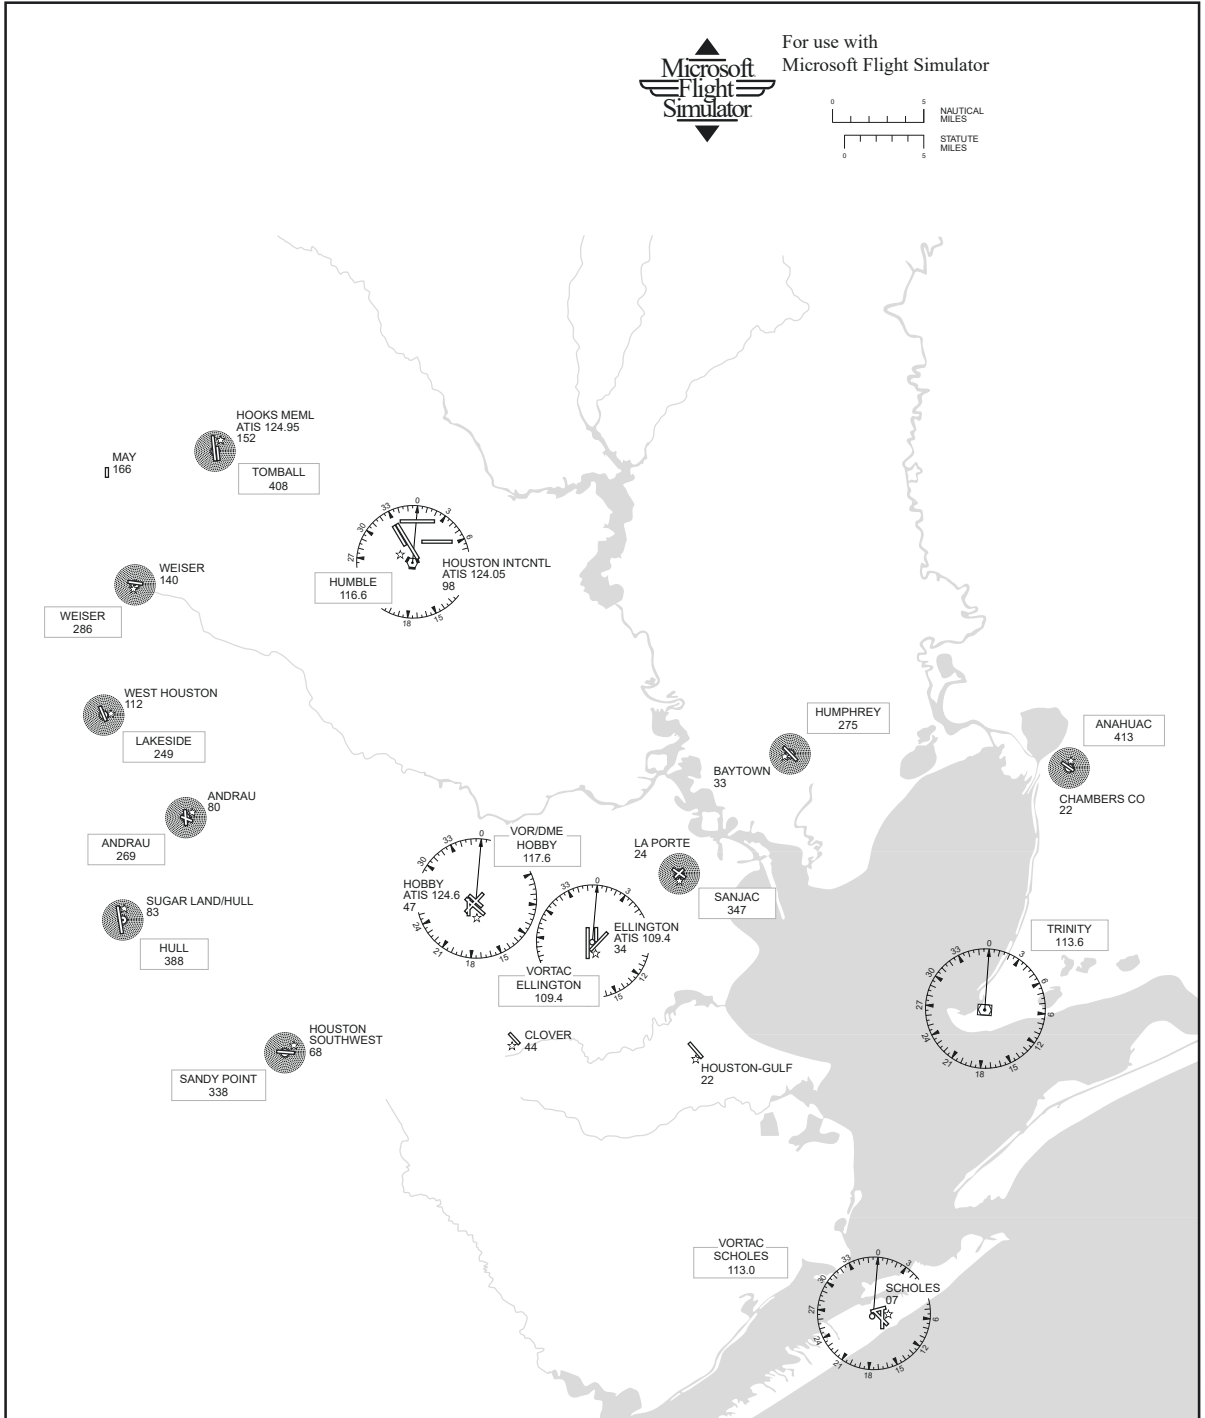 For use with
Microsoft Flight Simulator
Microsoft
Flight
Simulator
0 5
NAUTICAL
MILES
STATUTE
MILES
0 5
HOOKS MEML
ATIS 124.95
152
MAY
166
TOMBALL
408
33 0 3
30 6
27
HOUSTON INTCNTL
ATIS 124.05
98
HUMBLE
116.6
18 15
WEISER
140
WEISER
286
WEST HOUSTON
112
LAKESIDE
249
HUMPHREY
275
ANAHUAC
413
BAYTOWN
33
CHAMBERS CO
22
ANDRAU
80
ANDRAU
269
VOR/DME
HOBBY
117.6
33 0
30
HOBBY
ATIS 124.6
47
24
21 18 15
LA PORTE
24
SANJAC
347
SUGAR LAND/HULL
83
HULL
388
33 0 3
ELLINGTON
ATIS 109.4
34
VORTAC
ELLINGTON
109.4
15 12
TRINITY
113.6
33 0 3
30 6
27 9
24 12
21 18 15
HOUSTON
SOUTHWEST
68
SANDY POINT
338
CLOVER
44
HOUSTON-GULF
22
VORTAC
SCHOLES
113.0
33 0 3
30
27 9
24 12
21 18 15
SCHOLES
07